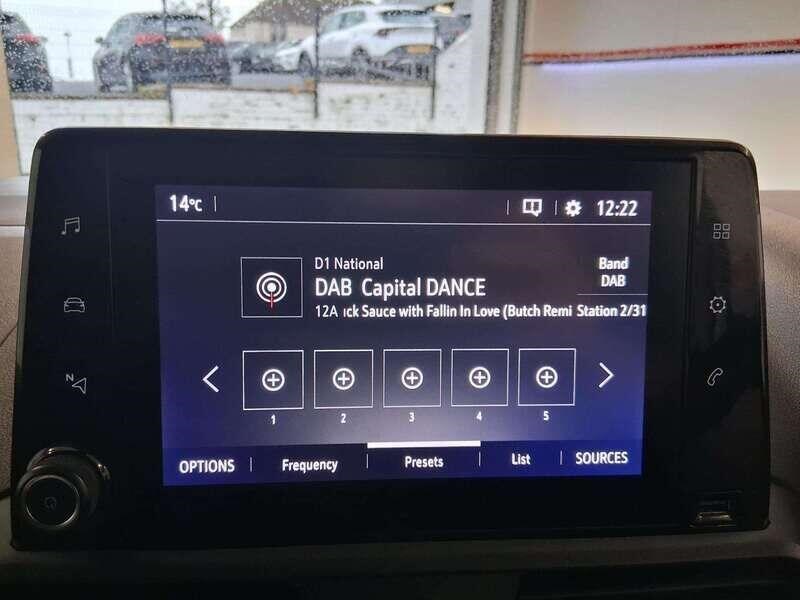 14°C 12:22
D1 National
DAB Capital DANCE
Band
DAB
12A ıck Sauce with Fallin In Love (Butch Remi Station 2/31
1 2 3 4 5
OPTIONS Frequency Presets List SOURCES
N